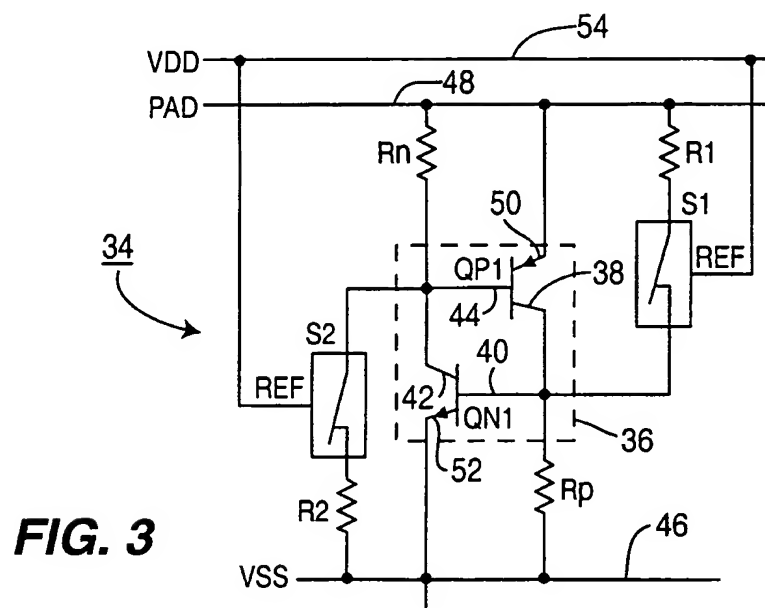 54
VDD
48
PAD
Rn
R1
50
S1
34
QP1
38
REF
44
S2
40
REF
42
QN1
36
52
R2
Rp
FIG. 3
46
VSS